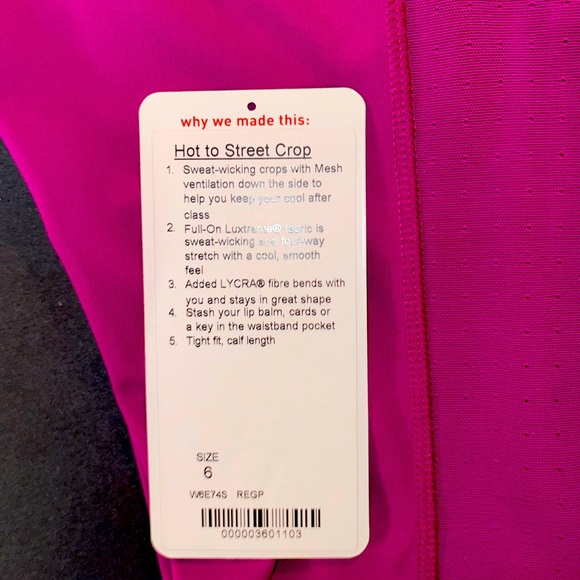 why we made this:
Hot to Street Crop
1. Sweat-wicking crops with Mesh
ventilation down the side to
help you keep your cool after
class
2. Full-On Luxtreme® fabric is
sweat-wicking and four-way
stretch with a cool, smooth
feel
3. Added LYCRA® fibre bends with
you and stays in great shape
4. Stash your lip balm, cards or
a key in the waistband pocket
5. Tight fit, calf length
SIZE
6
W6E74S REGP
000003601103